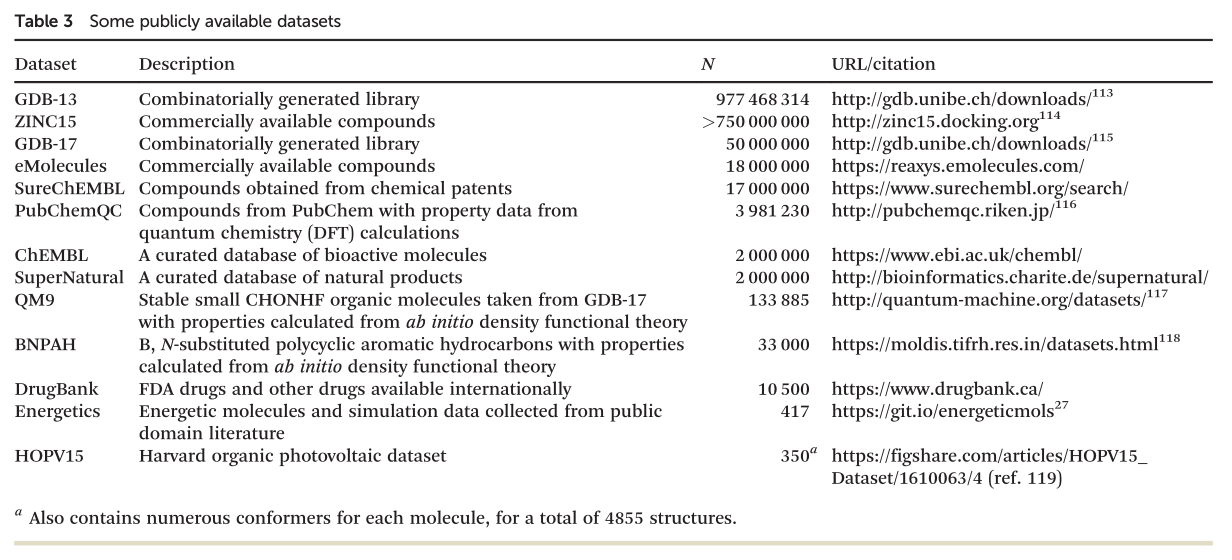 Table 3 Some publicly available datasets
Dataset Description N URL/citation
GDB-13 Combinatorially generated library 977 468 314 http://gdb.unibe.ch/downloads/113
ZINC15 Commercially available compounds >750 000 000 http://zinc15.docking.org114
GDB-17 Combinatorially generated library 50 000 000 http://gdb.unibe.ch/downloads/115
eMolecules Commercially available compounds 18 000 000 https://reaxys.emolecules.com/
SureChEMBL Compounds obtained from chemical patents 17 000 000 https://www.surechembl.org/search/
PubChemQC Compounds from PubChem with property data from 3 981 230 http://pubchemqc.riken.jp/116
quantum chemistry (DFT) calculations
ChEMBL A curated database of bioactive molecules 2 000 000 https://www.ebi.ac.uk/chembl/
SuperNatural A curated database of natural products 2 000 000 http://bioinformatics.charite.de/supernatural/
QM9 Stable small CHONHF organic molecules taken from GDB-17 133 885 http://quantum-machine.org/datasets/117
with properties calculated from ab initio density functional theory
BNPAH B, N-substituted polycyclic aromatic hydrocarbons with properties 33 000 https://moldis.tifrh.res.in/datasets.html118
calculated from ab initio density functional theory
DrugBank FDA drugs and other drugs available internationally 10 500 https://www.drugbank.ca/
Energetics Energetic molecules and simulation data collected from public 417 https://git.io/energeticmols27
domain literature
HOPV15 Harvard organic photovoltaic dataset 350a https://figshare.com/articles/HOPV15_
Dataset/1610063/4 (ref. 119)
a Also contains numerous conformers for each molecule, for a total of 4855 structures.